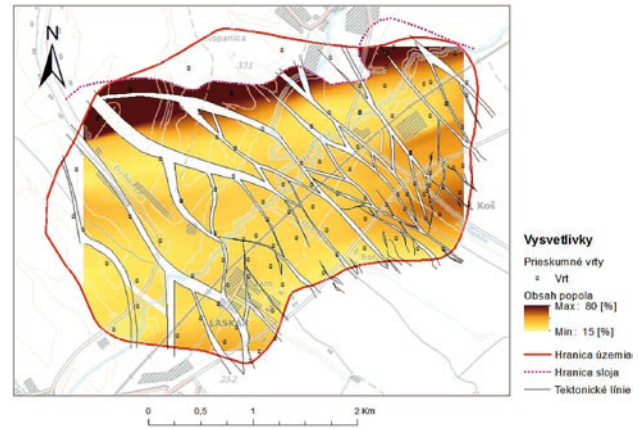 N
Kopanica
331
Koš
LASKÁR
252
Vysvetlivky
Prieskumné vrty
Vrt
Obsah popola
Max : 80 [%]
Min : 15 [%]
Hranica územia
Hranica sloja
Tektonické línie
0 0,5 1 2 Km